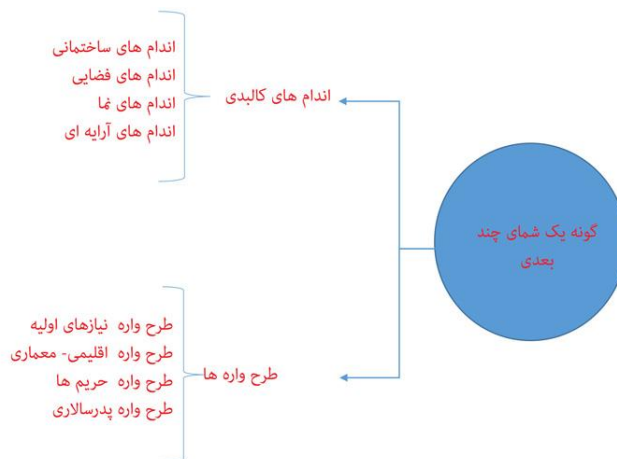 گونه یک شمای چند
بعدی
اندام های کالبدی
اندام های ساختمانی
اندام های فضایی
اندام های نما
اندام های آرایه ای
طرح واره ها
طرح واره نیازهای اولیه
طرح واره اقلیمی- معماری
طرح واره حریم ها
طرح واره پدرسالاری